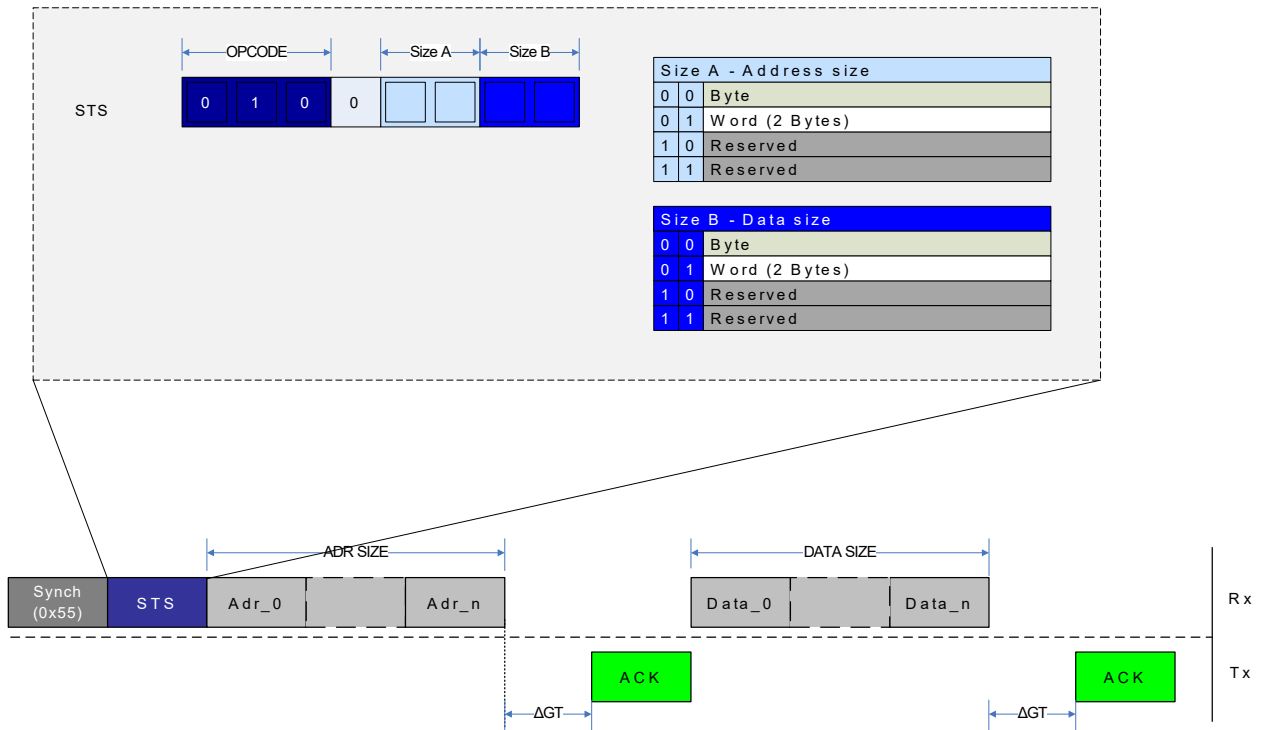 OPCODE Size A Size B
STS 0 1 0 0
Size A - Address size
0 0 Byte
0 1 Word (2 Bytes)
1 0 Reserved
1 1 Reserved
Size B - Data size
0 0 Byte
0 1 Word (2 Bytes)
1 0 Reserved
1 1 Reserved
ADR SIZE DATA SIZE
Synch
(0x55) STS Adr_0 Adr_n Data_0 Data_n Rx
ACK ACK Tx
ΔGT ΔGT